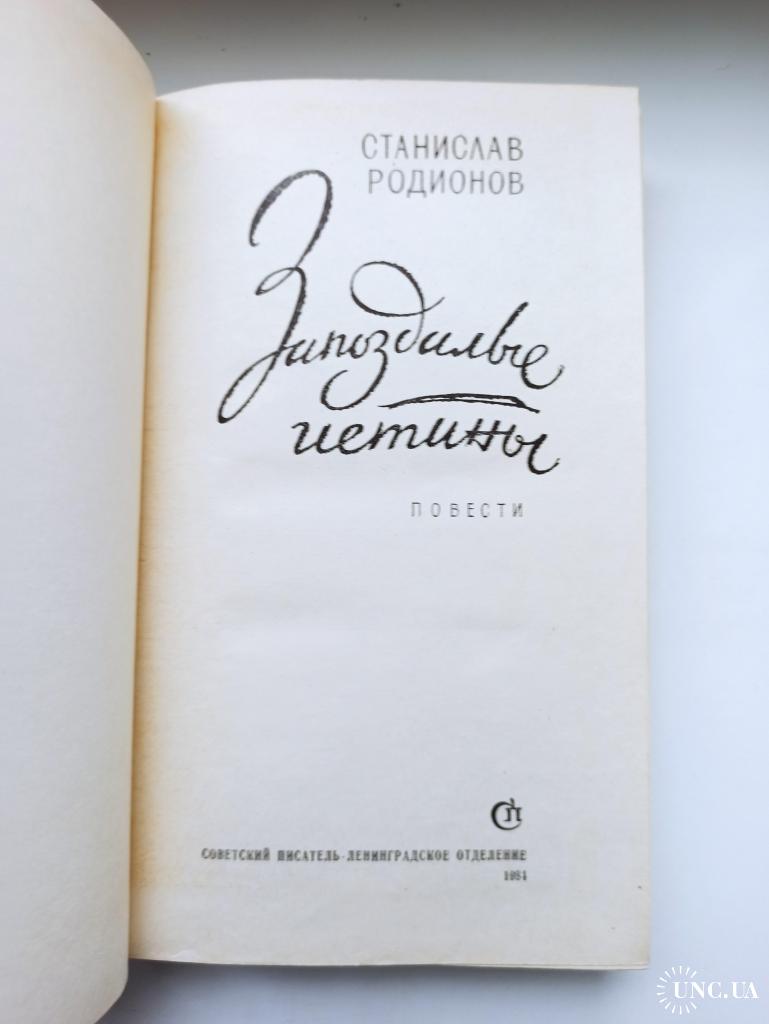 СТАНИСЛАВ
РОДИОНОВ
Запоздалые
истины
ПОВЕСТИ
СП
СОВЕТСКИЙ ПИСАТЕЛЬ·ЛЕНИНГРАДСКОЕ ОТДЕЛЕНИЕ
1984
UNC.UA